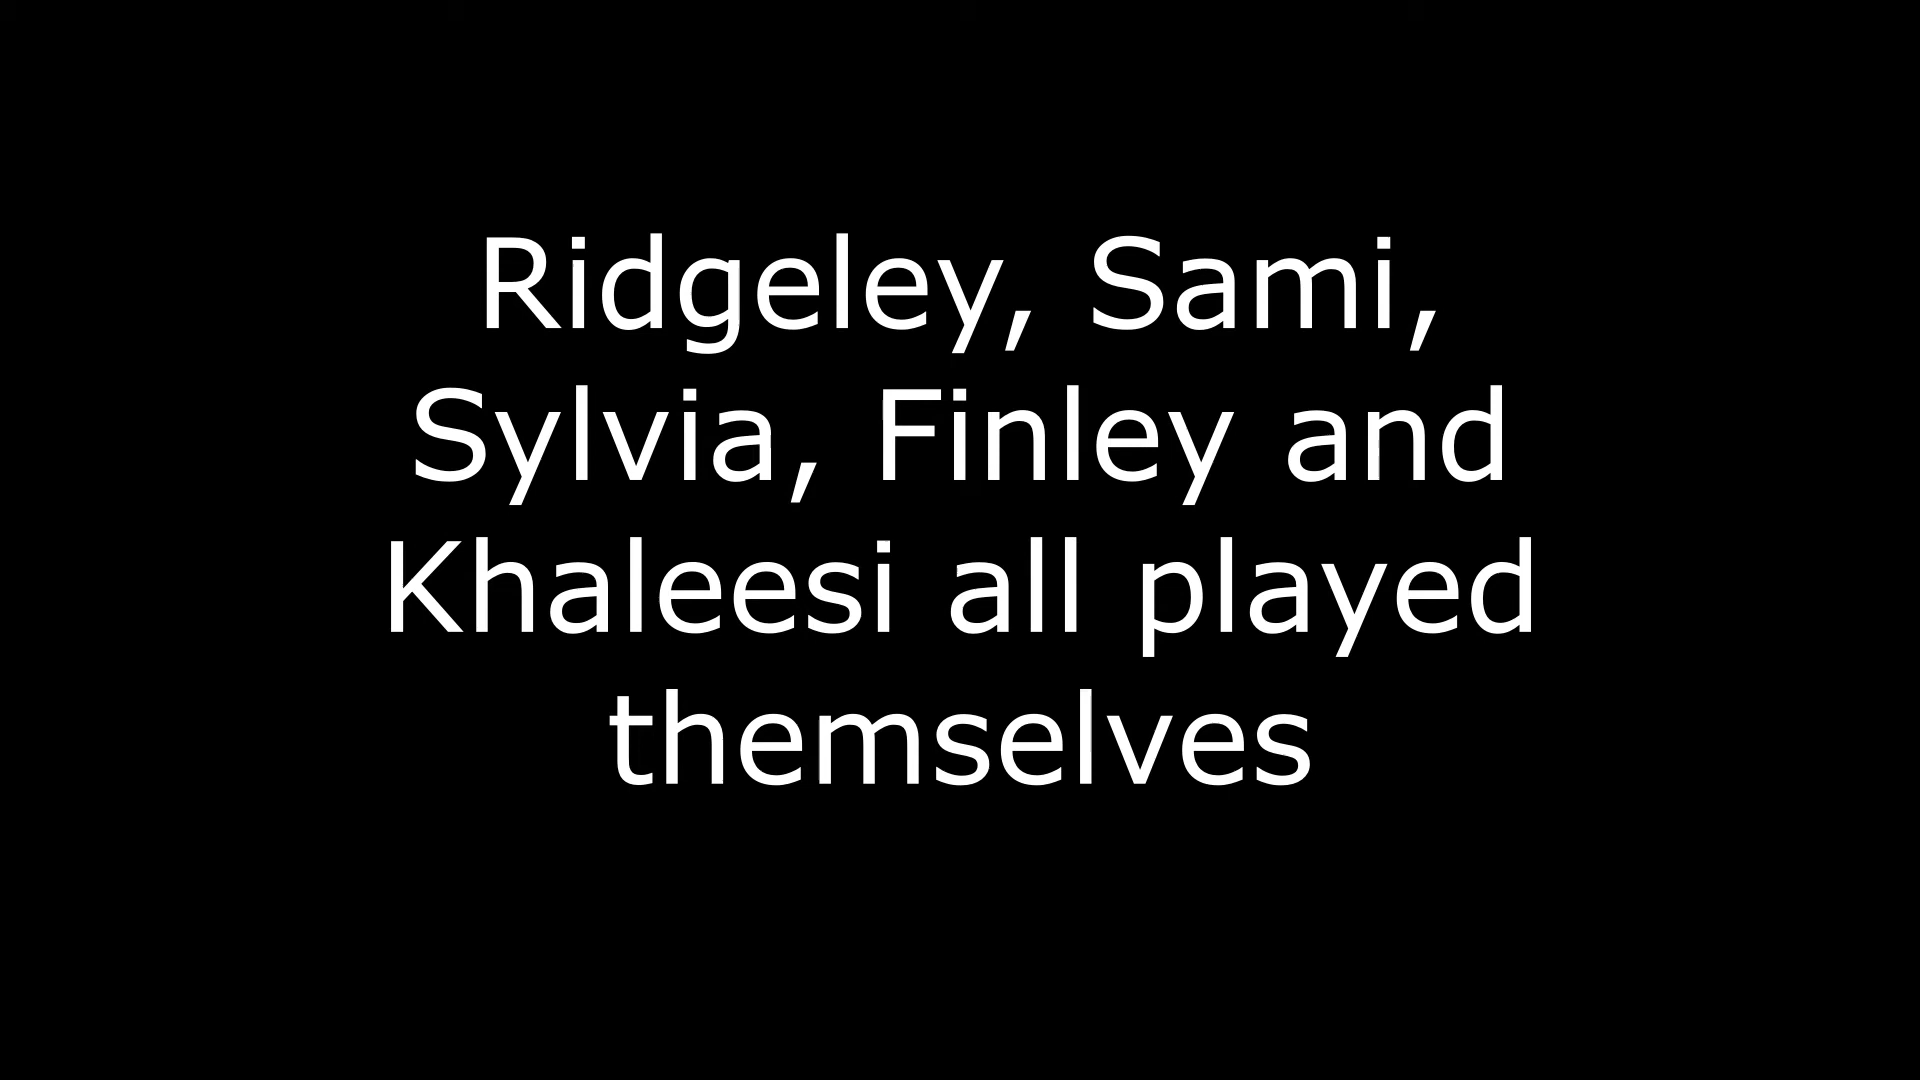 Ridgeley, Sami,
Sylvia, Finley and
Khaleesi all played
themselves